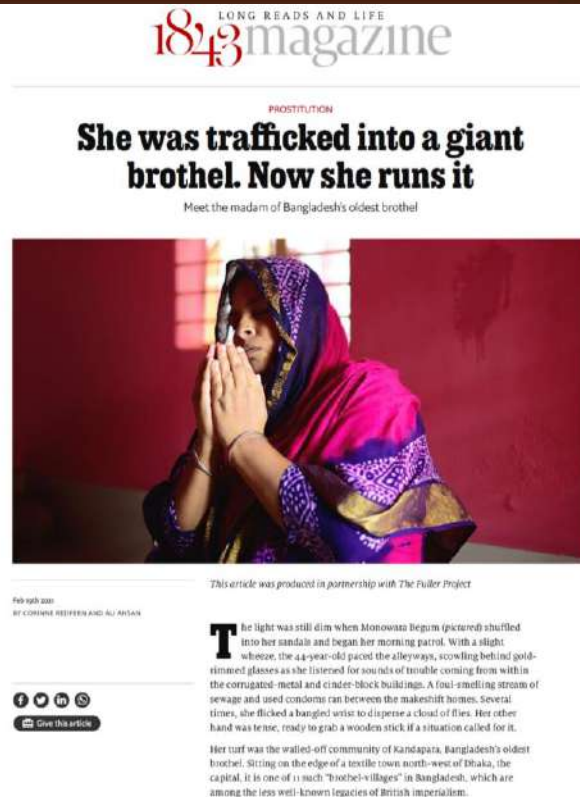 LONG READS AND LIFE
1843 magazine
PROSTITUTION
She was trafficked into a giant
brothel. Now she runs it
Meet the madam of Bangladesh's oldest brothel
This article was produced in partnership with The Fuller Project
Feb 19th 2021
BY CORINNE REDFERN AND ALI AHSAN
The light was still dim when Monowara Begum (pictured) shuffled
into her sandals and began her morning patrol. With a slight
wheeze, the 44-year-old paced the alleyways, scowling behind gold-
rimmed glasses as she listened for sounds of trouble coming from within
the corrugated-metal and cinder-block buildings. A foul-smelling stream of
sewage and used condoms ran between the makeshift homes. Several
times, she flicked a bangled wrist to disperse a cloud of flies. Her other
hand was tense, ready to grab a wooden stick if a situation called for it.
Give this article
Her turf was the walled-off community of Kandapara, Bangladesh's oldest
brothel. Sitting on the edge of a textile town north-west of Dhaka, the
capital, it is one of 11 such "brothel-villages" in Bangladesh, which are
among the less well-known legacies of British imperialism.